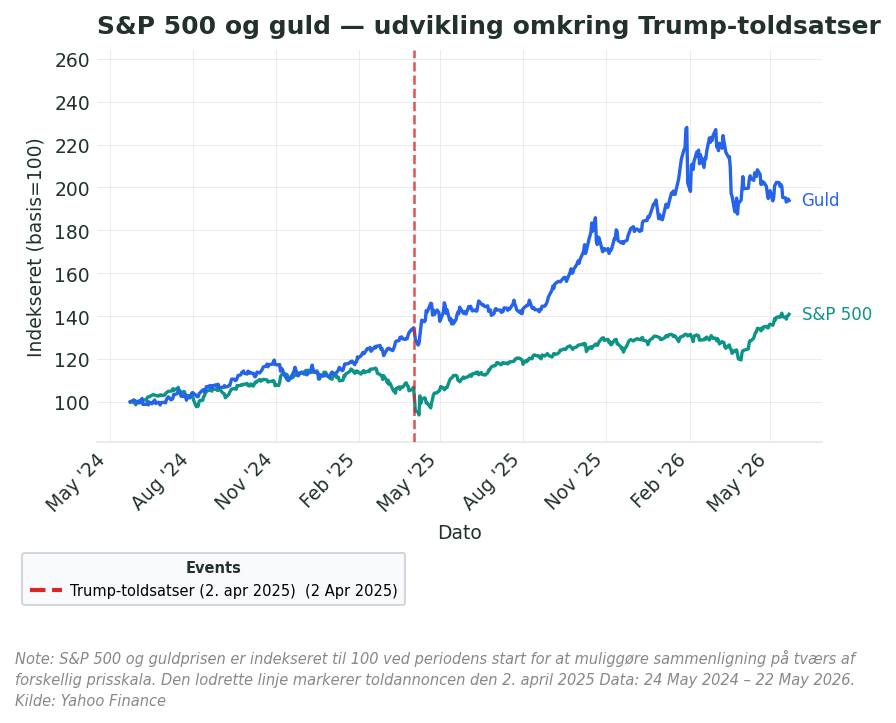 S&P 500 og guld — udvikling omkring Trump-toldsatser
Indekseret (basis=100)
260
240
220
200
180
160
140
120
100
Guld
S&P 500
May '24
Aug '24
Nov '24
Feb '25
May '25
Aug '25
Nov '25
Feb '26
May '26
Dato
Events
Trump-toldsatser (2. apr 2025)  (2 Apr 2025)
Note: S&P 500 og guldprisen er indekseret til 100 ved periodens start for at muliggøre sammenligning på tværs af
forskellig prisskala. Den lodrette linje markerer toldannoncen den 2. april 2025 Data: 24 May 2024 – 22 May 2026.
Kilde: Yahoo Finance